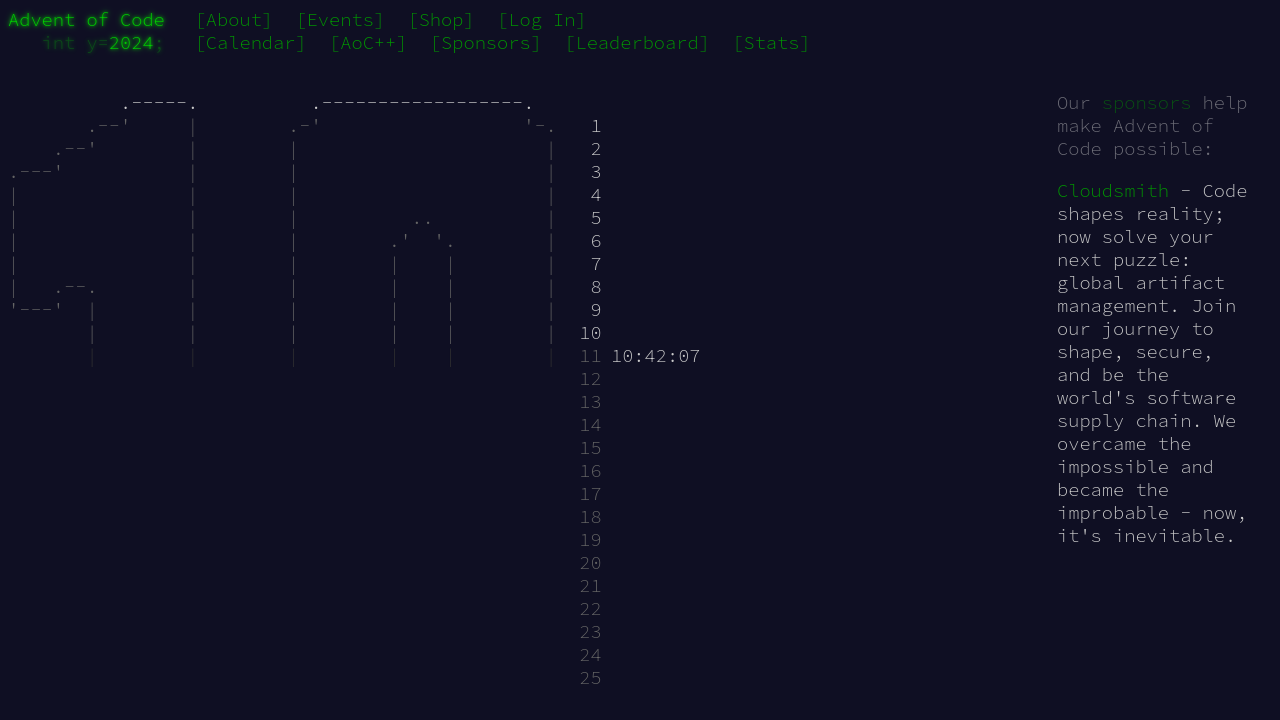 Advent of Code [About] [Events] [Shop] [Log In]
int y=2024; [Calendar] [AoC++] [Sponsors] [Leaderboard] [Stats]
1
2
3
4
5
6
7
8
9
10
11 10:42:07
12
13
14
15
16
17
18
19
20
21
22
23
24
25
Our sponsors help
make Advent of
Code possible:
Cloudsmith - Code
shapes reality;
now solve your
next puzzle:
global artifact
management. Join
our journey to
shape, secure,
and be the
world's software
supply chain. We
overcame the
impossible and
became the
improbable - now,
it's inevitable.